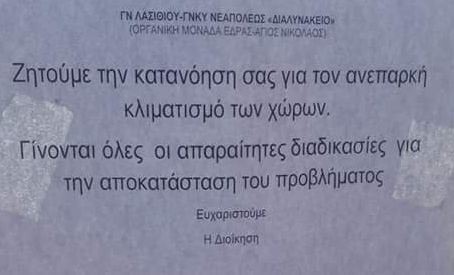 ΓΝ ΛΑΣΙΘΙΟΥ-ΓΝΚΥ ΝΕΑΠΟΛΕΩΣ «ΔΙΑΛΥΝΑΚΕΙΟ»
(ΟΡΓΑΝΙΚΗ ΜΟΝΑΔΑ ΕΔΡΑΣ-ΑΓΙΟΣ ΝΙΚΟΛΑΟΣ)
Ζητούμε την κατανόηση σας για τον ανεπαρκή
κλιματισμό των χώρων.
Γίνονται όλες οι απαραίτητες διαδικασίες για
την αποκατάσταση του προβλήματος
Ευχαριστούμε
Η Διοίκηση